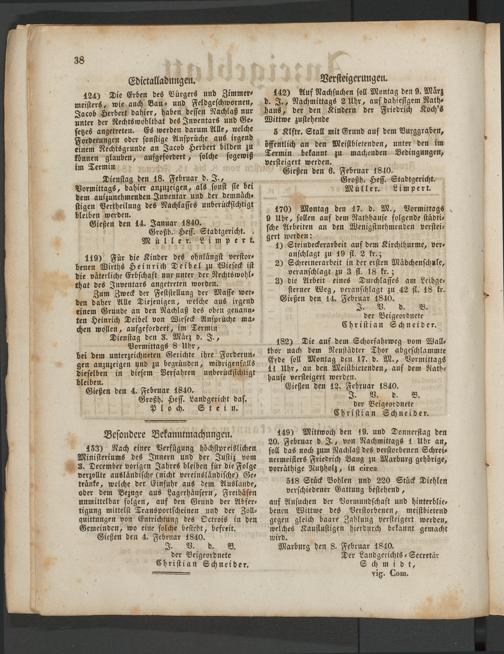 38
Edictalladungen.
124) Die Erben des Bürgers und Zimmer-
meisters, wie auch Bau- und Feldgeschwornen,
Jacob Herbert dahier, haben dessen Nachlaß nur
unter der Rechtswohlthat des Inventars und Ge-
setzes angetreten. Es werden darum Alle, welche
Forderungen oder sonstige Ansprüche aus irgend
einem Rechtsgrunde an Jacob Herbert bilden zu
können glauben, aufgefordert, solche sogewiß
im Termin
Dienstag den 18. Februar d. J.,
Vormittags, dahier anzuzeigen, als sonst sie bei
dem aufzunehmenden Inventar und der demnäch-
stigen Vertheilung des Nachlasses unberücksichtigt
bleiben werden.
Gießen den 14. Januar 1840.
Großh. Hess. Stadtgericht.
Müller. Limpert.
119) Für die Kinder des ohnlängst verstor-
benen Wirths Heinrich Deibel zu Wieseck ist
die väterliche Erbschaft nur unter der Rechtswohl-
that des Inventars angetreten worden.
Zum Zweck der Feststellung der Masse wer-
den daher Alle Diejenigen, welche aus irgend
einem Grunde an den Nachlaß des oben genann-
ten Heinrich Deibel von Wieseck Ansprüche ma-
chen wollen, aufgefordert, im Termin
Dienstag den 3. März d. J.,
Vormittags 8 Uhr,
bei dem unterzeichneten Gerichte ihre Forderun-
gen anzuzeigen und zu begründen, widrigenfalls
dieselben in diesem Verfahren unberücksichtigt
bleiben.
Gießen den 4. Februar 1840.
Großh. Hess. Landgericht das.
Ploch. Stein.
Besondere Bekanntmachungen.
153) Nach einer Verfügung höchstpreislichen
Ministeriums des Innern und der Justiz vom
3. December vorigen Jahres bleiben für die Folge
verzollte ausländische (nicht vereinsländische) Ge-
tränke, welche der Einfuhr aus dem Auslande,
oder dem Bezuge aus Lagerhäusern, Freihäfen
unmittelbar folgen, auf den Grund der Abfer-
tigung mittelst Transportscheinen und der Zoll-
quittungen von Entrichtung des Octrois in den
Gemeinden, wo eine solche besteht, befreit.
Gießen den 4. Februar 1840.
J. V. d. B.
der Beigeordnete
Christian Schneider.
Versteigerungen.
142) Auf Nachsuchen soll Montag den 9. März
d. J., Nachmittags 2 Uhr, auf dahiesigem Rath-
haus, der den Kindern der Friedrich Koch's
Wittwe zustehende
5 Klftr. Stall mit Grund auf dem Burggraben,
öffentlich an den Meistbietenden, unter den im
Termin bekannt zu machenden Bedingungen,
versteigert werden.
Gießen den 6. Februar 1840.
Großh. Hess. Stadtgericht.
Müller. Limpert.
170) Montag den 17. d. M., Vormittags
9 Uhr, sollen auf dem Rathhause folgende städti-
sche Arbeiten an den Wenigstnehmenden verstei-
gert werden:
1) Steindeckerarbeit auf dem Kirchthurme, ver-
anschlagt zu 19 fl. 2 kr.;
2) Schreinerarbeit in der ersten Mädchenschule,
veranschlagt zu 3 fl. 18 kr.;
3) die Arbeit eines Durchlasses am Leihge-
sterner Weg, veranschlagt zu 42 fl. 18 kr.
Gießen den 14. Februar 1840.
J. V. d. B.
der Beigeordnete
Christian Schneider.
182) Die auf dem Schorfahrweg vom Wall-
thor nach dem Neustädter Thor abgeschlammte
Erde soll Montag den 17. d. M., Vormittags
11 Uhr, an den Meistbietenden, auf dem Rath-
hause versteigert werden.
Gießen den 12. Februar 1840.
J. V. d. B.
der Beigeordnete
Christian Schneider.
149) Mittwoch den 19. und Donnerstag den
20. Februar d. J., von Nachmittags 1 Uhr an,
soll das noch zum Nachlaß des verstorbenen Schrei-
nermeisters Friedrich Bang zu Marburg gehörige,
vorräthige Nutzholz, in circa
518 Stück Bohlen und 220 Stück Diehlen
verschiedener Gattung bestehend,
auf Ansuchen der Vormundschaft und hinterblie-
benen Wittwe des Verstorbenen, meistbietend
gegen gleich baare Zahlung versteigert werden,
welches Kauflustigen hierdurch bekannt gemacht
wird.
Marburg den 8. Februar 1840.
Der Landgerichts-Secretär
Schmidt,
vig. Com.